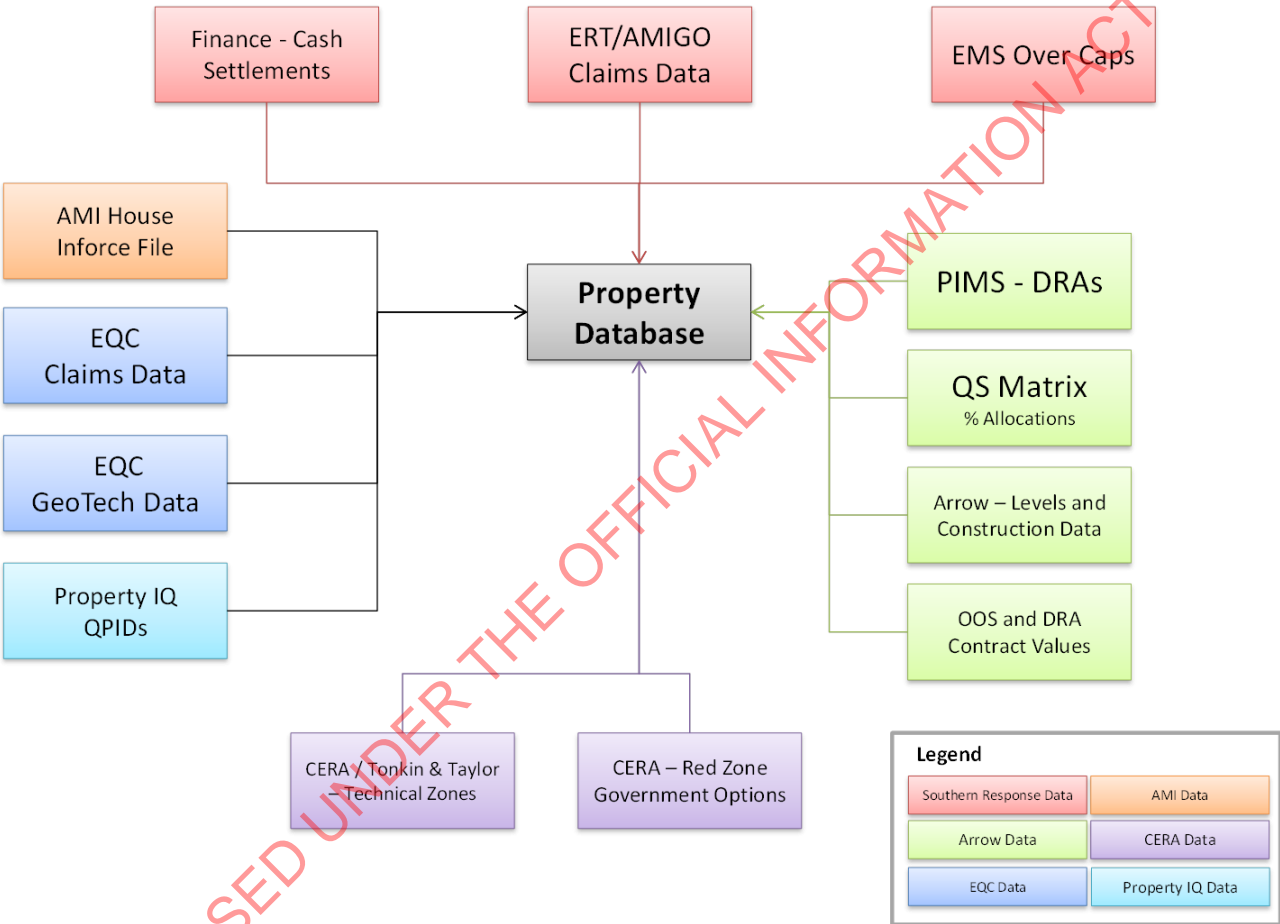 Finance - Cash
Settlements
ERT/AMIGO
Claims Data
EMS Over Caps
AMI House
Inforce File
EQC
Claims Data
EQC
GeoTech Data
Property IQ
QPIDs
Property
Database
PIMS - DRAs
QS Matrix
% Allocations
Arrow – Levels and
Construction Data
OOS and DRA
Contract Values
CERA / Tonkin & Taylor
– Technical Zones
CERA – Red Zone
Government Options
Legend
Southern Response Data
AMI Data
Arrow Data
CERA Data
EQC Data
Property IQ Data
SED UNDER THE OFFICIAL INFORMATION ACT